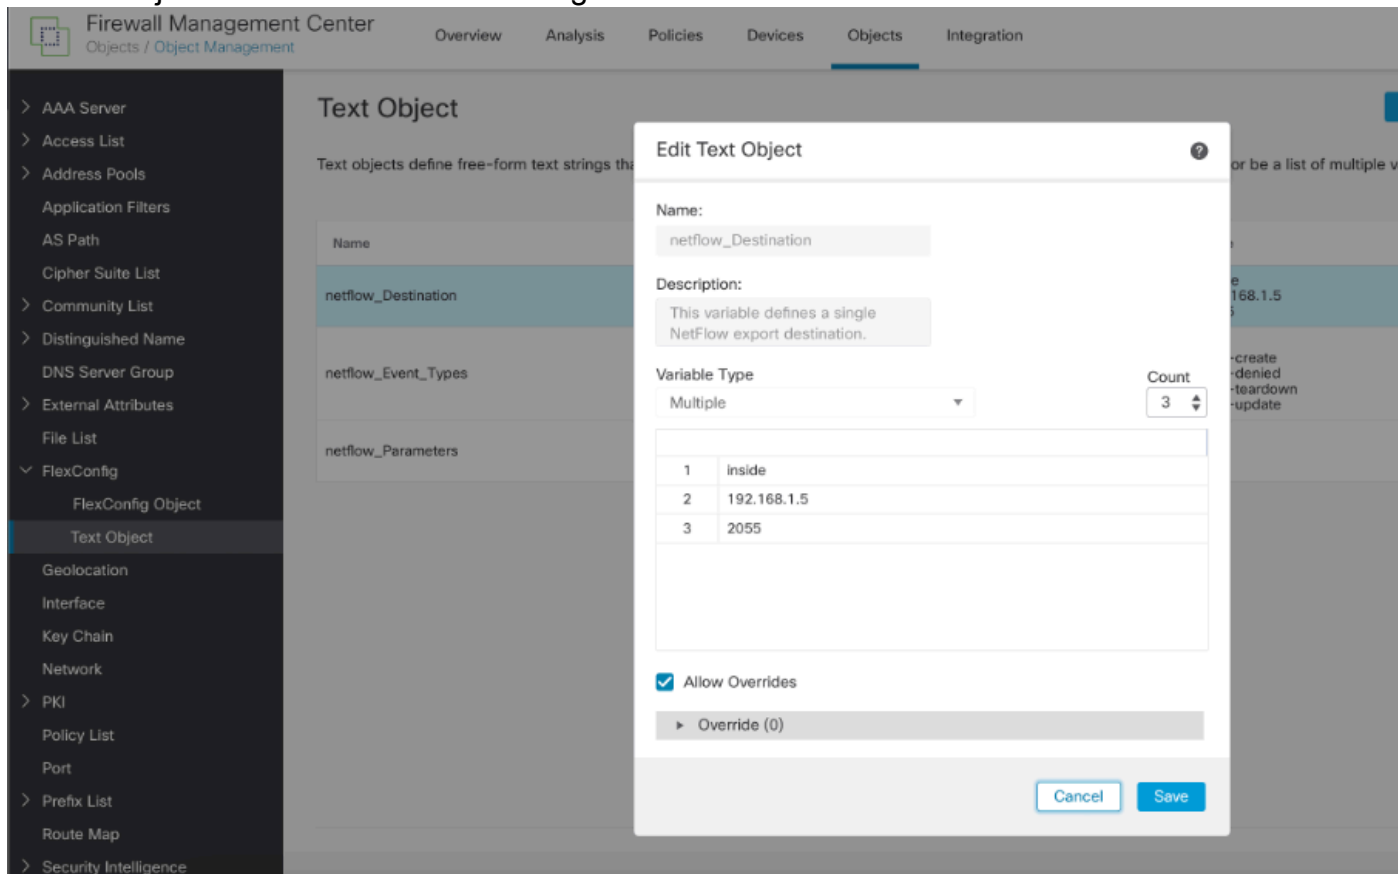 Firewall Management Center
Objects / Object Management
Overview
Analysis
Policies
Devices
Objects
Integration
AAA Server
Access List
Address Pools
Application Filters
AS Path
Cipher Suite List
Community List
Distinguished Name
DNS Server Group
External Attributes
File List
FlexConfig
FlexConfig Object
Text Object
Geolocation
Interface
Key Chain
Network
PKI
Policy List
Port
Prefix List
Route Map
Security Intelligence
Text Object
Text objects define free-form text strings
or be a list of multiple
Name
netflow_Destination
168.1.5
netflow_Event_Types
-create
-denied
-teardown
-update
netflow_Parameters
Edit Text Object
Name:
netflow_Destination
Description:
This variable defines a single
NetFlow export destination.
Variable Type
Count
Multiple
3
1 inside
2 192.168.1.5
3 2055
Allow Overrides
Override (0)
Cancel
Save